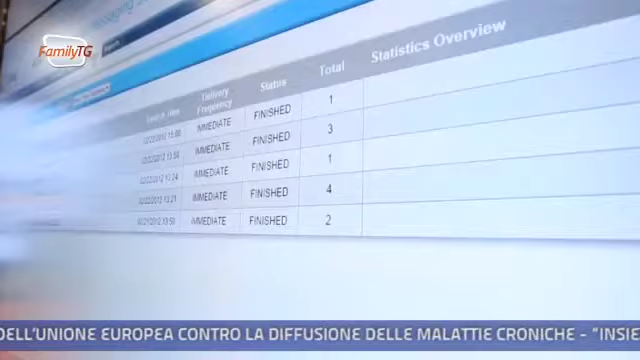 FamilyTG
Statistics Overview
Delivery Frequency Status Total
IMMEDIATE FINISHED 1
IMMEDIATE FINISHED 3
IMMEDIATE FINISHED 1
IMMEDIATE FINISHED 4
IMMEDIATE FINISHED 2
DELL'UNIONE EUROPEA CONTRO LA DIFFUSIONE DELLE MALATTIE CRONICHE - "INSIE